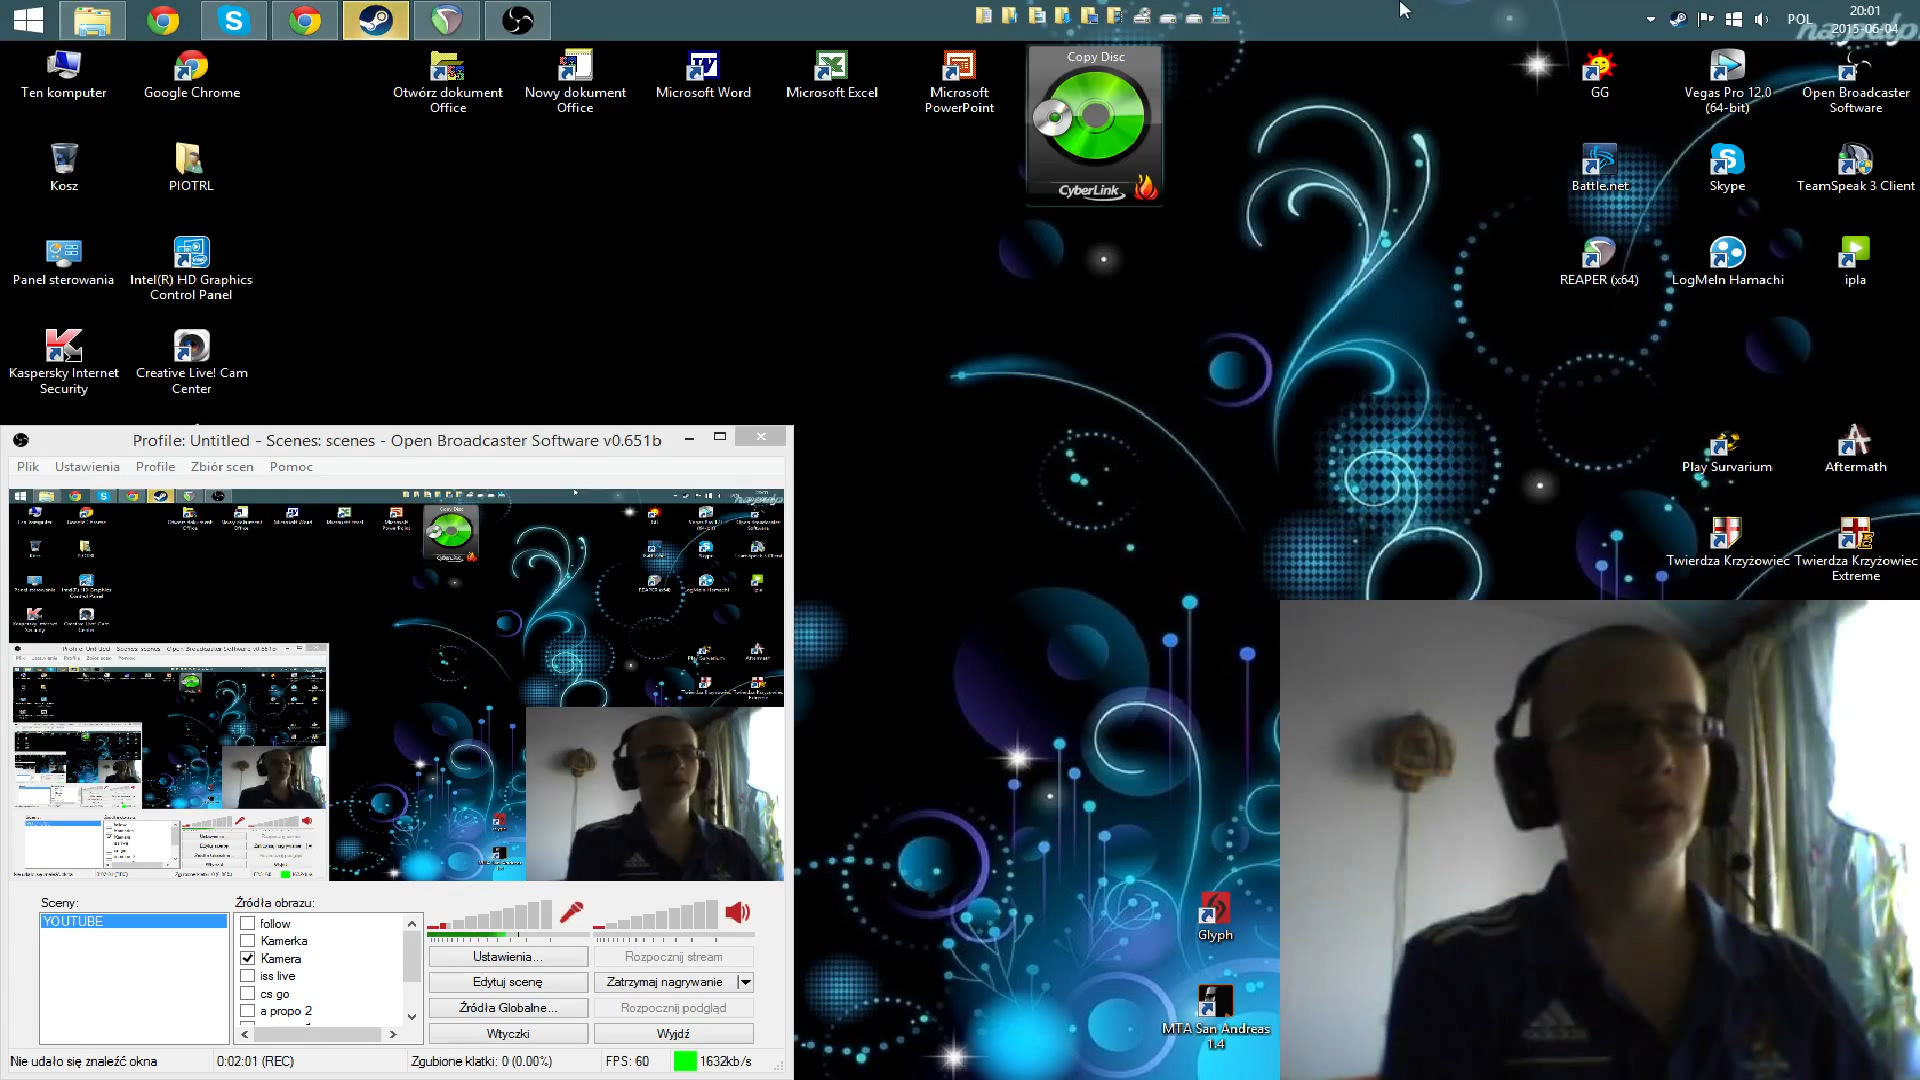 POL
20:01
2015-06-04
Ten komputer
Google Chrome
Otwórz dokument
Office
Nowy dokument
Office
Microsoft Word
Microsoft Excel
Microsoft
PowerPoint
Copy Disc
CyberLink
GG
Vegas Pro 12.0
(64-bit)
Open Broadcaster
Software
Kosz
PIOTRL
Battle.net
Skype
TeamSpeak 3 Client
Panel sterowania
Intel(R) HD Graphics
Control Panel
REAPER (x64)
LogMeIn Hamachi
ipla
Kaspersky Internet
Security
Creative Live! Cam
Center
Play Survarium
Aftermath
Twierdza Krzyżowiec
Twierdza Krzyżowiec
Extreme
Glyph
MTA San Andreas
1.4
Profile: Untitled - Scenes: scenes - Open Broadcaster Software v0.651b
Plik Ustawienia Profile Zbiór scen Pomoc
Sceny:
YOUTUBE
Źródła obrazu:
follow
Kamerka
Kamera
iss live
cs go
a propo 2
Ustawienia...
Rozpocznij stream
Edytuj scenę
Zatrzymaj nagrywanie
Źródła Globalne...
Rozpocznij podgląd
Wtyczki
Wyjdź
Nie udało się znaleźć okna
0:02:01 (REC)
Zgubione klatki: 0 (0.00%)
FPS: 60
1632kb/s